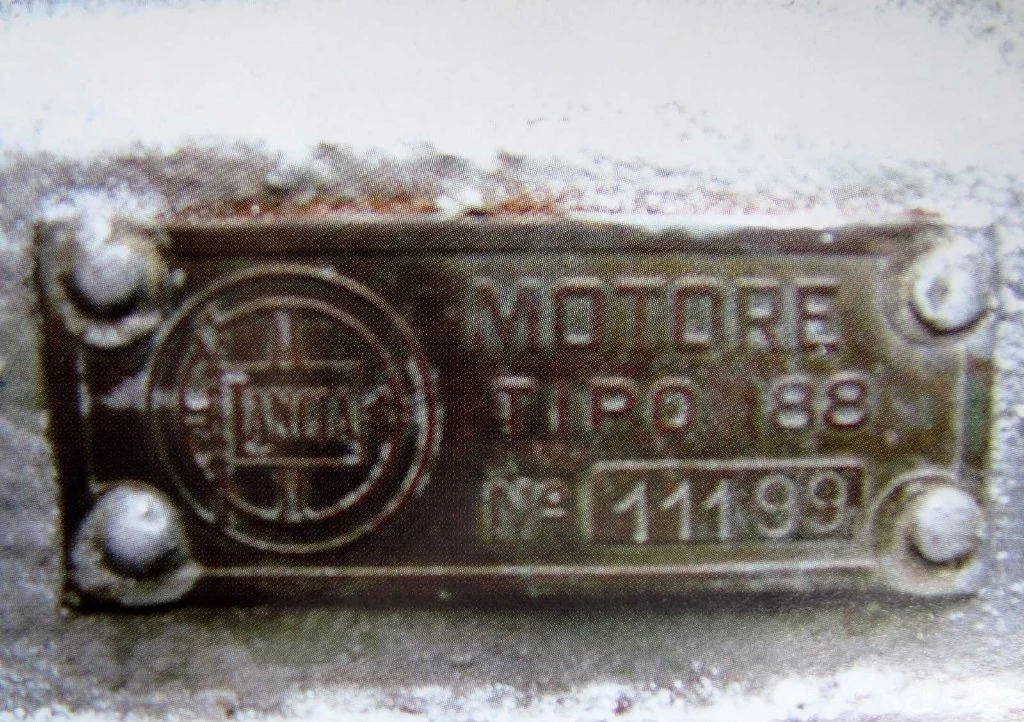 LANCIA
MOTORE
TIPO 88
Nº 11199